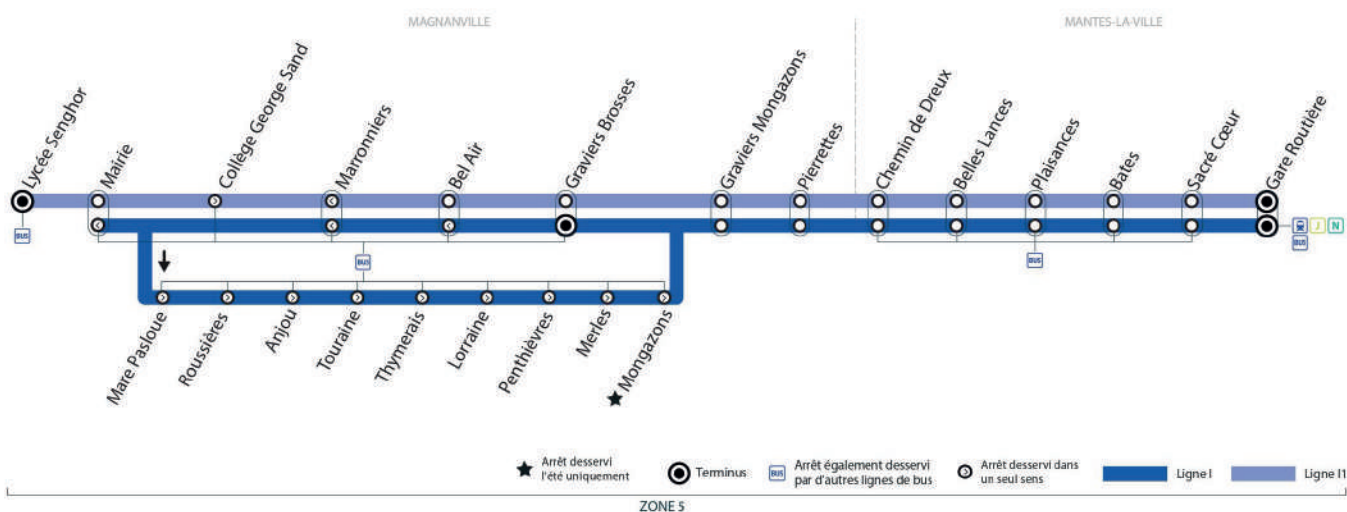 MAGNANVILLE
MANTES-LA-VILLE
Lycée Senghor
Mairie
Collège George Sand
Marronniers
Bel Air
Graviers Brosses
Graviers Mongazons
Pierrettes
Chemin de Dreux
Belles Lances
Plaisances
Bates
Sacré Cœur
Gare Routière
BUS
J
N
BUS
BUS
BUS
Mare Pasloue
Roussières
Anjou
Touraine
Thymerais
Lorraine
Penthièvres
Merles
Mongazons
Arrêt desservi
l'été uniquement
Terminus
BUS
Arrêt également desservi
par d'autres lignes de bus
Arrêt desservi dans
un seul sens
Ligne I
Ligne I1
ZONE 5